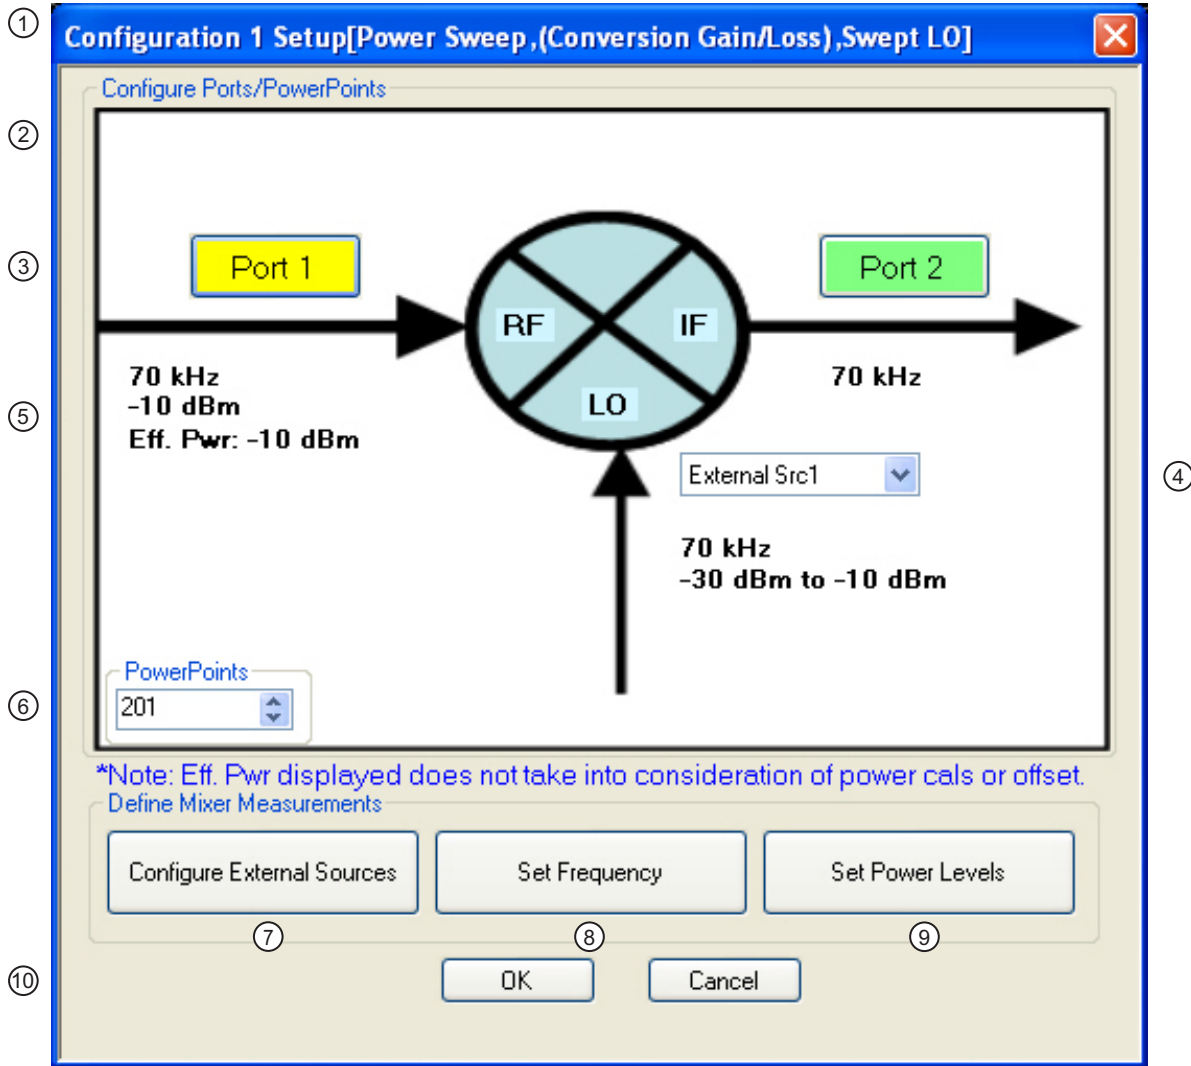 ①
Configuration 1 Setup[Power Sweep,(Conversion Gain/Loss),Swept LO]
Configure Ports/PowerPoints
②
③
Port 1
Port 2
RF
IF
LO
70 kHz
-10 dBm
Eff. Pwr: -10 dBm
70 kHz
⑤
External Src1
④
70 kHz
-30 dBm to -10 dBm
PowerPoints
⑥
201
*Note: Eff. Pwr displayed does not take into consideration of power cals or offset.
Define Mixer Measurements
Configure External Sources
Set Frequency
Set Power Levels
⑦
⑧
⑨
⑩
OK
Cancel